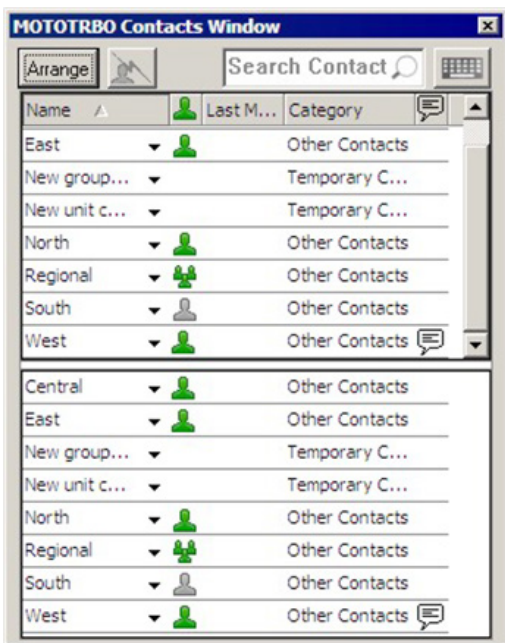 MOTOTRBO Contacts Window
Arrange Search Contact
Name Last M... Category
East Other Contacts
New group... Temporary C...
New unit c... Temporary C...
North Other Contacts
Regional Other Contacts
South Other Contacts
West Other Contacts
Central Other Contacts
East Other Contacts
New group... Temporary C...
New unit c... Temporary C...
North Other Contacts
Regional Other Contacts
South Other Contacts
West Other Contacts